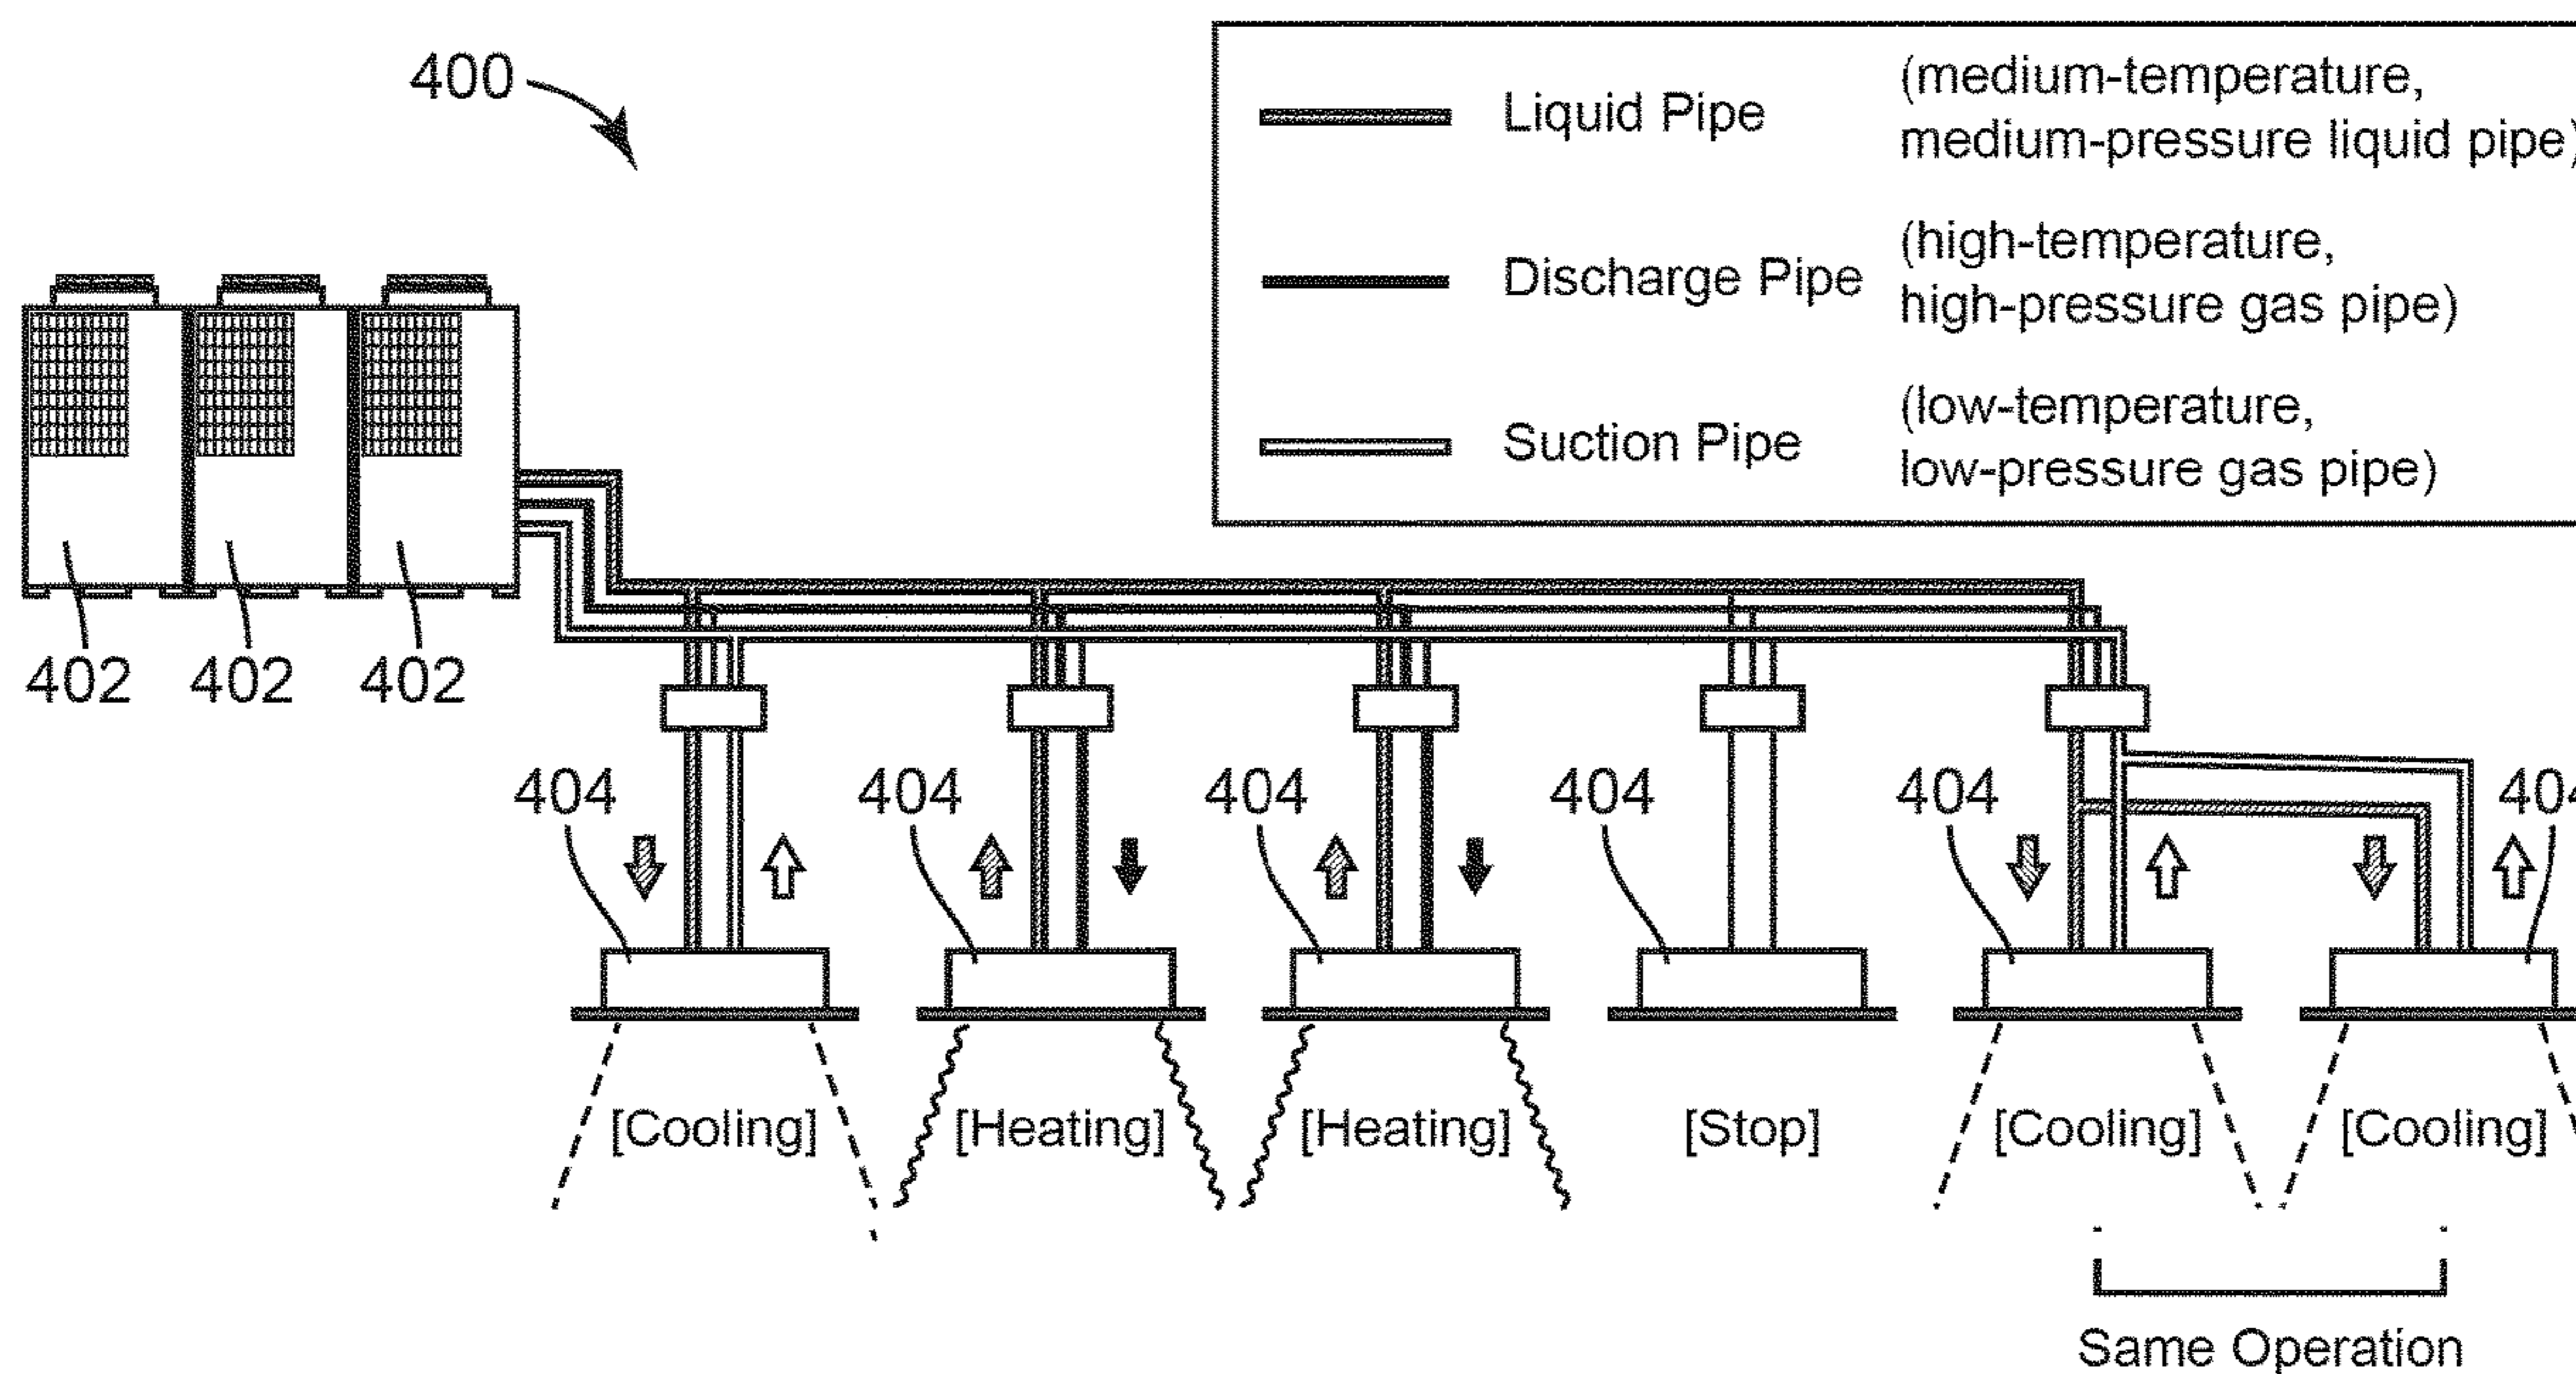 400
Liquid Pipe (medium-temperature,
medium-pressure liquid pipe)
Discharge Pipe (high-temperature,
high-pressure gas pipe)
Suction Pipe (low-temperature,
low-pressure gas pipe)
402 402 402
404 404 404 404 404 404
[Cooling] [Heating] [Heating] [Stop] [Cooling] [Cooling]
Same Operation